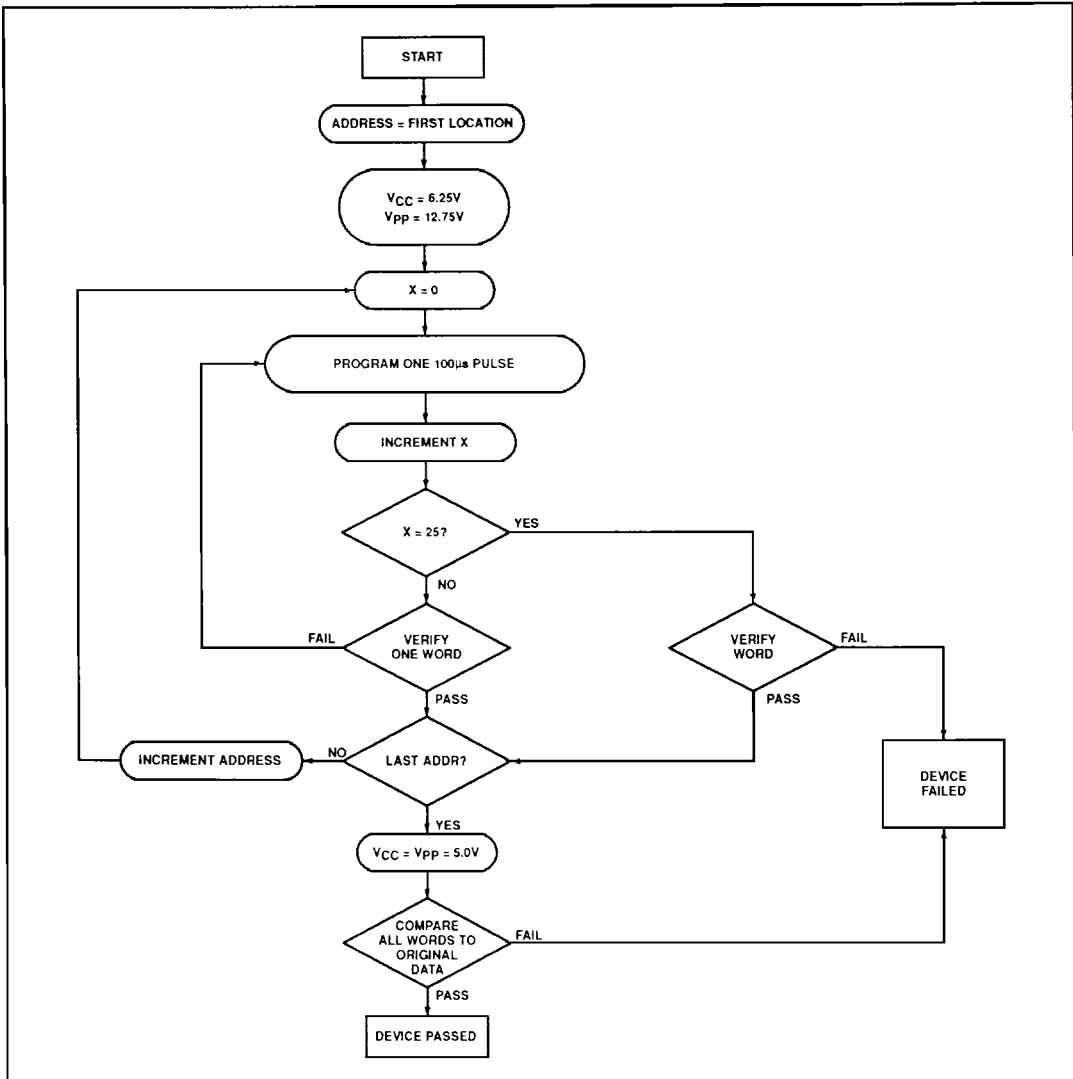 START
ADDRESS = FIRST LOCATION
VCC = 6.25V
VPP = 12.75V
X = 0
PROGRAM ONE 100µs PULSE
INCREMENT X
X = 25?
YES
NO
FAIL
VERIFY
ONE WORD
VERIFY
WORD
FAIL
PASS
PASS
INCREMENT ADDRESS
NO
LAST ADDR?
DEVICE
FAILED
YES
VCC = VPP = 5.0V
COMPARE
ALL WORDS TO
ORIGINAL
DATA
FAIL
PASS
DEVICE PASSED